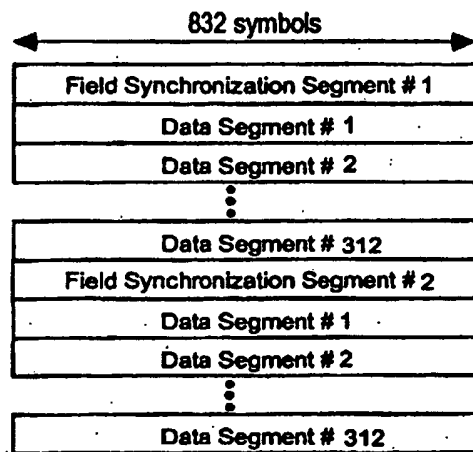 832 symbols
Field Synchronization Segment # 1
Data Segment # 1
Data Segment # 2
Data Segment # 312
Field Synchronization Segment # 2
Data Segment # 1
Data Segment # 2
Data Segment # 312